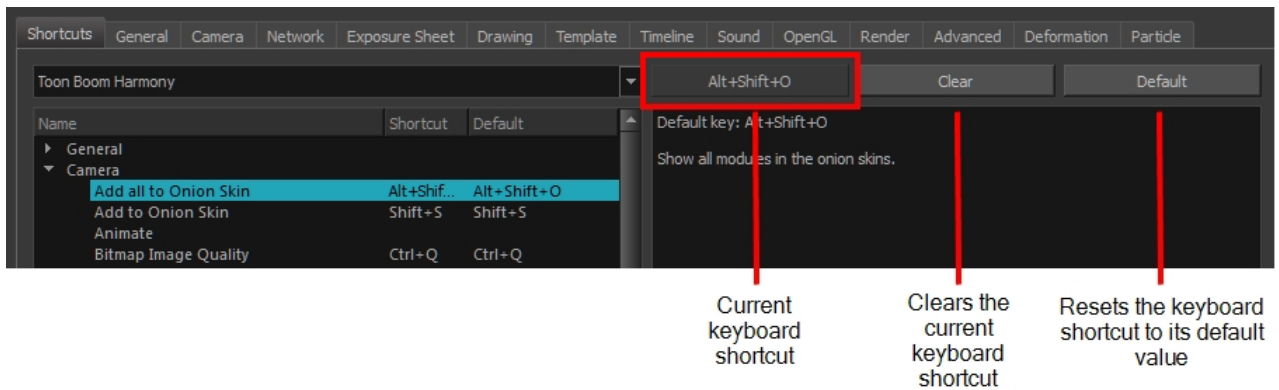 Shortcuts General Camera Network Exposure Sheet Drawing Template Timeline Sound OpenGL Render Advanced Deformation Particle
Toon Boom Harmony Alt+Shift+O Clear Default
Name Shortcut Default
General
Camera
Add all to Onion Skin Alt+Shif... Alt+Shift+O
Add to Onion Skin Shift+S Shift+S
Animate
Bitmap Image Quality Ctrl+Q Ctrl+Q
Default key: Alt+Shift+O
Show all modules in the onion skins.
Current
keyboard
shortcut
Clears the
current
keyboard
shortcut
Resets the keyboard
shortcut to its default
value